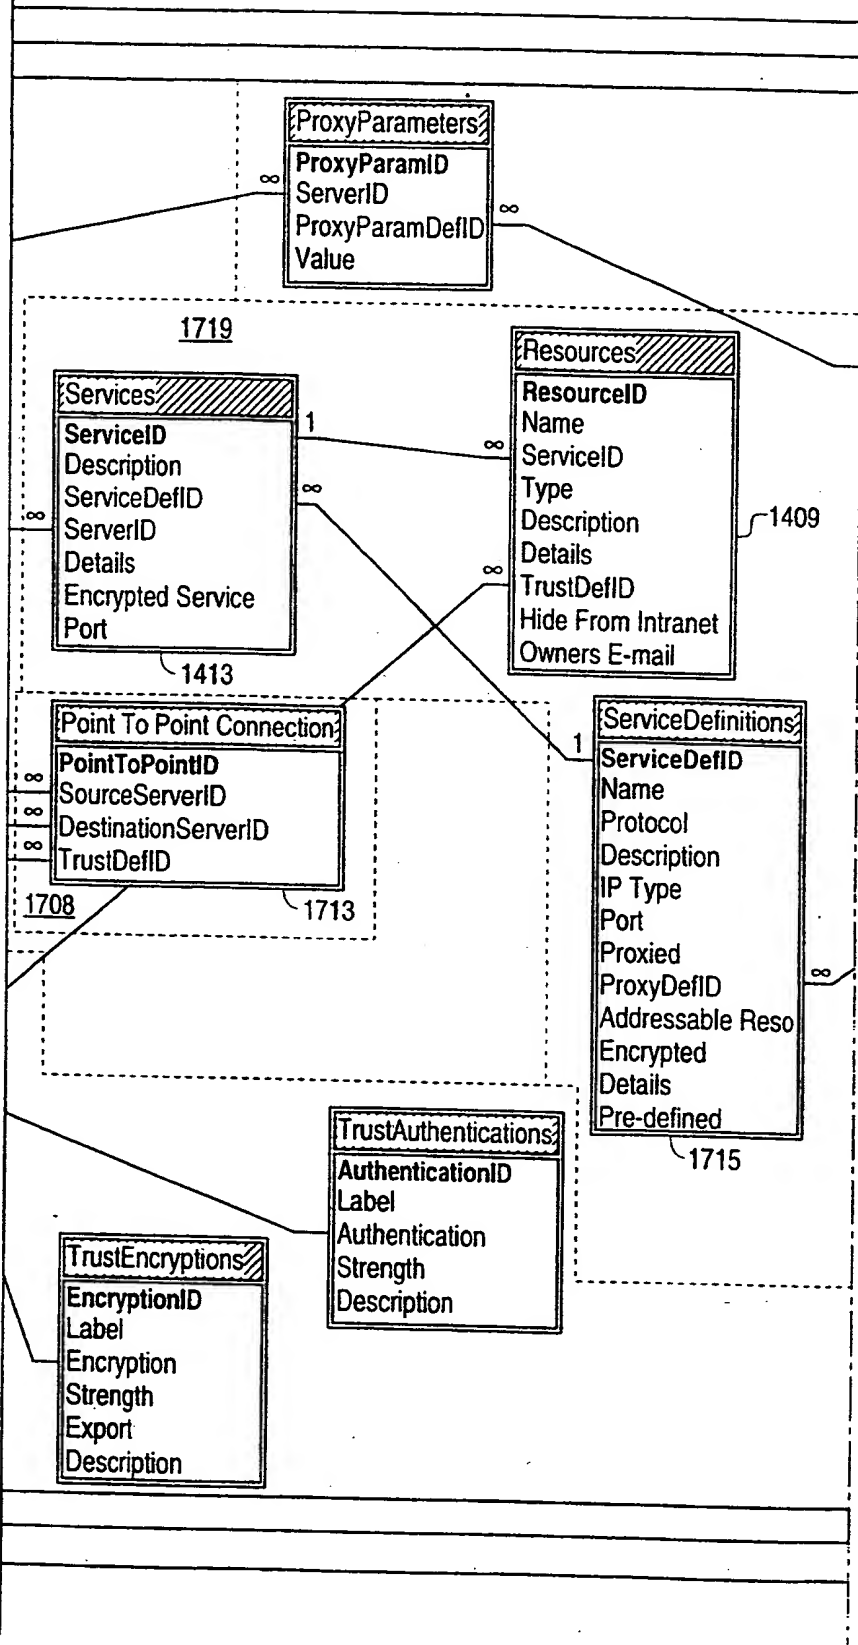 ProxyParameters
ProxyParamID
∞ ServerID
∞
ProxyParamDefID
Value
1719
Resources
ResourceID
Name
∞ ServiceID
Type
Description
Details
∞ TrustDefID
Hide From Intranet
Owners E-mail
1409
Services
ServiceID
1
Description
ServiceDefID
∞
∞ ServerID
Details
Encrypted Service
Port
1413
Point To Point Connection
PointToPointID
∞ SourceServerID
∞ DestinationServerID
∞ TrustDefID
1708
1713
ServiceDefinitions
1 ServiceDefID
Name
Protocol
Description
IP Type
Port
Proxied
ProxyDefID
∞
Addressable Reso
Encrypted
Details
Pre-defined
1715
TrustAuthentications
AuthenticationID
Label
Authentication
Strength
Description
TrustEncryptions
EncryptionID
Label
Encryption
Strength
Export
Description